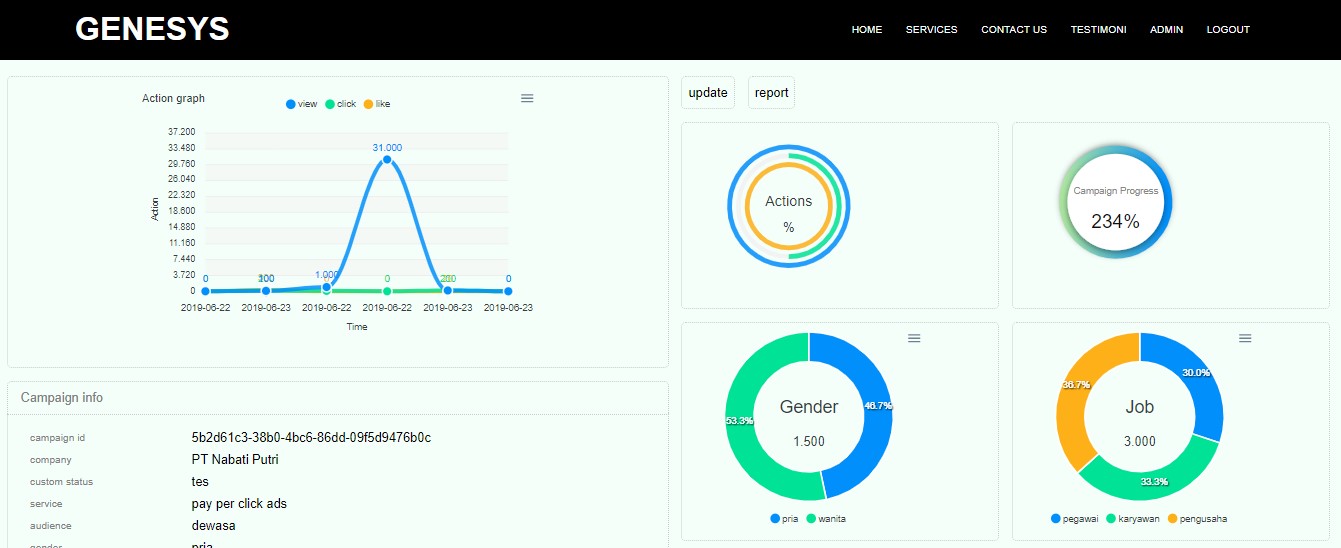 GENESYS
HOME SERVICES CONTACT US TESTIMONI ADMIN LOGOUT
Action graph
view click like
37.200
33.480
29.760
26.040
22.320
18.600
14.880
11.160
7.440
3.720
0
Action
31.000
0
1.000
0
0
2019-06-22 2019-06-23 2019-06-22 2019-06-22 2019-06-23 2019-06-23
Time
Campaign info
campaign id 5b2d61c3-38b0-4bc6-86dd-09f5d9476b0c
company PT Nabati Putri
custom status tes
service pay per click ads
audience dewasa
gender pria
update report
Actions
%
Campaign Progress
234%
46.7%
53.3%
Gender
1.500
pria wanita
30.0%
36.7%
33.3%
Job
3.000
pegawai karyawan pengusaha